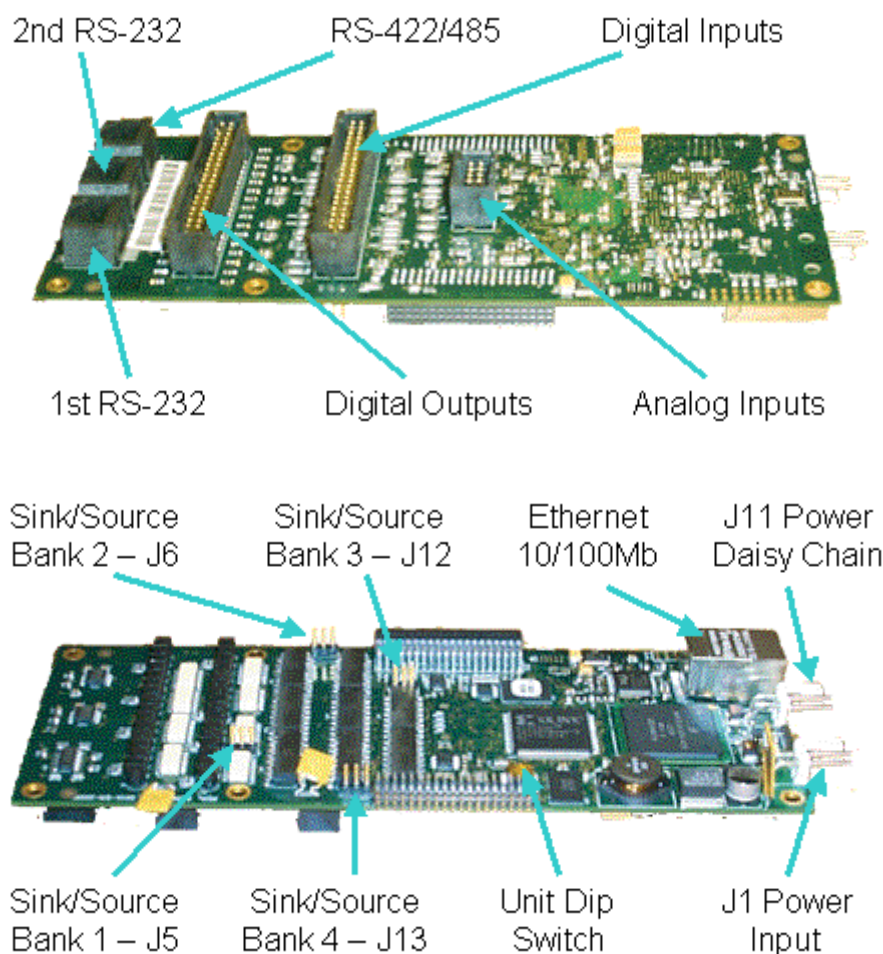 2nd RS-232
RS-422/485
Digital Inputs
1st RS-232
Digital Outputs
Analog Inputs
Sink/Source
Bank 2 – J6
Sink/Source
Bank 3 – J12
Ethernet
10/100Mb
J11 Power
Daisy Chain
Sink/Source
Bank 1 – J5
Sink/Source
Bank 4 – J13
Unit Dip
Switch
J1 Power
Input